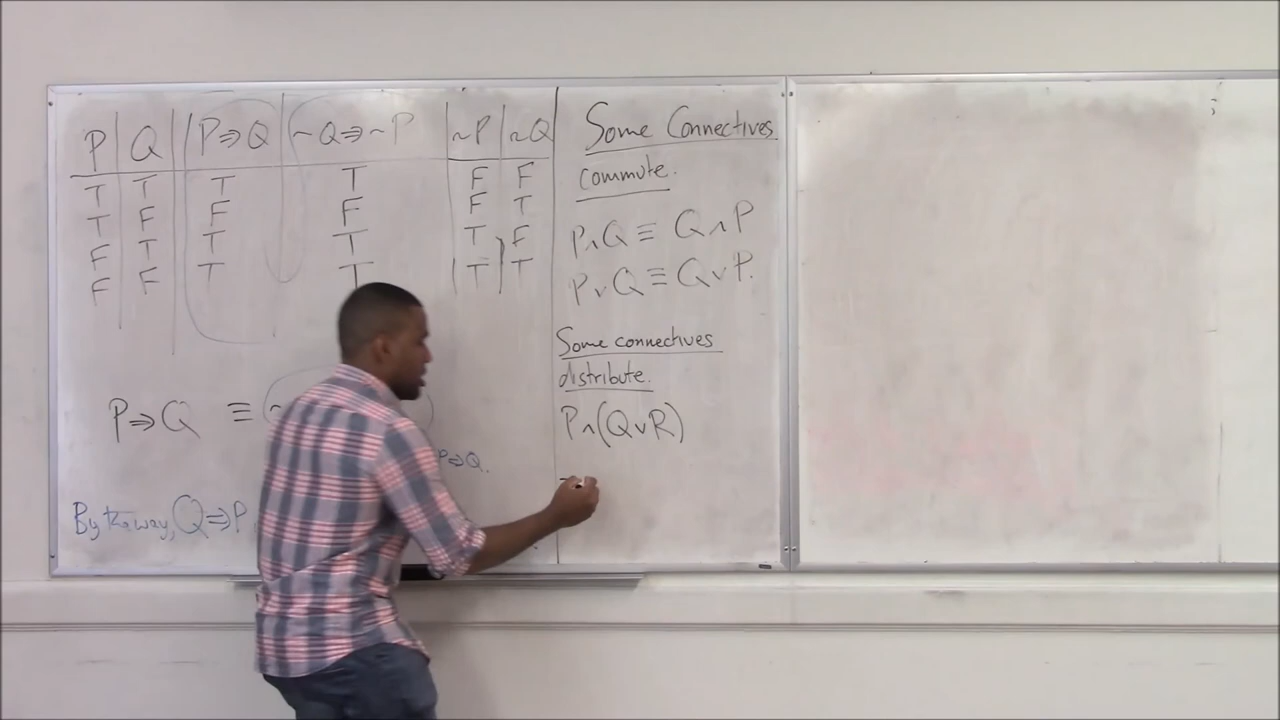 P | Q | P⇒Q | ~Q⇒~P | ~P | ~Q
T | T | T | T | F | F
T | F | F | F | F | T
F | T | T | T | T | F
F | F | T | T | T | T
P⇒Q ≡
P⇒Q.
By the way, Q⇒P
Some Connectives
commute.
P∧Q ≡ Q∧P
P∨Q ≡ Q∨P.
Some connectives
distribute.
P∧(Q∨R)